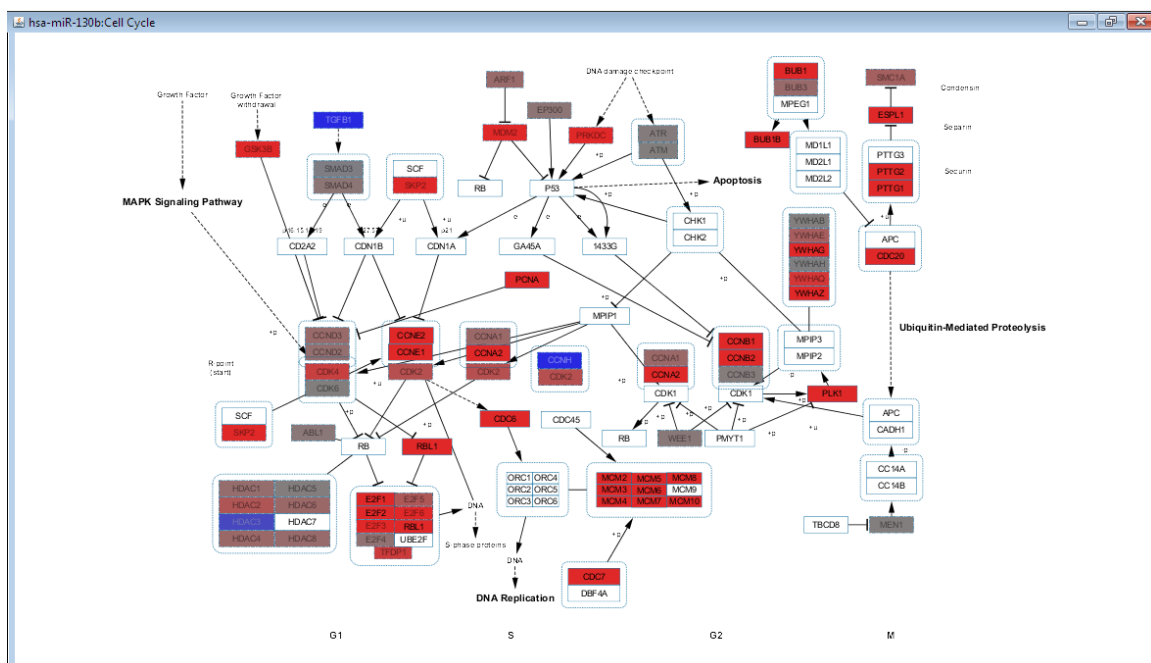 hsa-miR-130b:Cell Cycle
Growth Factor
Growth Factor
withdrawal
GSK3B
MAPK Signaling Pathway
TGFB1
SMAD3
SMAD4
SCF
SKP2
ARF1
MDM2
RB
EP300
PRKDC
DNA damage checkpoint
ATR
ATM
+p
P53
Apoptosis
BUB1
BUB3
MPEG1
BUB1B
MD1L1
MD2L1
MD2L2
SMC1A
Condensin
ESPL1
Separin
PTTG3
PTTG2
PTTG1
Securin
e
e
+u
e
e
+p
+p
+u
CD2A2
CDN1B
CDN1A
p21
GA45A
1433G
CHK1
CHK2
YWHAB
YWHAE
YWHAG
YWHAH
YWHAQ
YWHAZ
APC
CDC20
PCNA
+p
+p
MPIP1
+p
Ubiquitin-Mediated Proteolysis
CCND3
CCND2
CDK4
CDK6
CCNE2
CCNE1
CDK2
CCNA1
CCNA2
CDK2
CCNH
CDK2
CCNA1
CCNA2
CDK1
CCNB1
CCNB2
CCNB3
CDK1
MPIP3
MPIP2
PLK1
R-point
(start)
+p
+u
+p
+p
SCF
SKP2
ABL1
RB
+p
+p
RBL1
CDC6
CDC45
RB
+p
WEE1
PMYT1
+p
+u
APC
CADH1
p
HDAC1
HDAC5
HDAC2
HDAC6
HDAC3
HDAC7
HDAC4
HDAC8
E2F1
E2F5
E2F2
E2F6
E2F3
RBL1
E2F4
UBE2F
TFDP1
DNA
S-phase proteins
ORC1
ORC4
ORC2
ORC5
ORC3
ORC6
MCM2
MCM5
MCM8
MCM3
MCM6
MCM9
MCM4
MCM7
MCM10
CC14A
CC14B
TBCD8
MEN1
+p
DNA
CDC7
DBF4A
DNA Replication
G1
S
G2
M